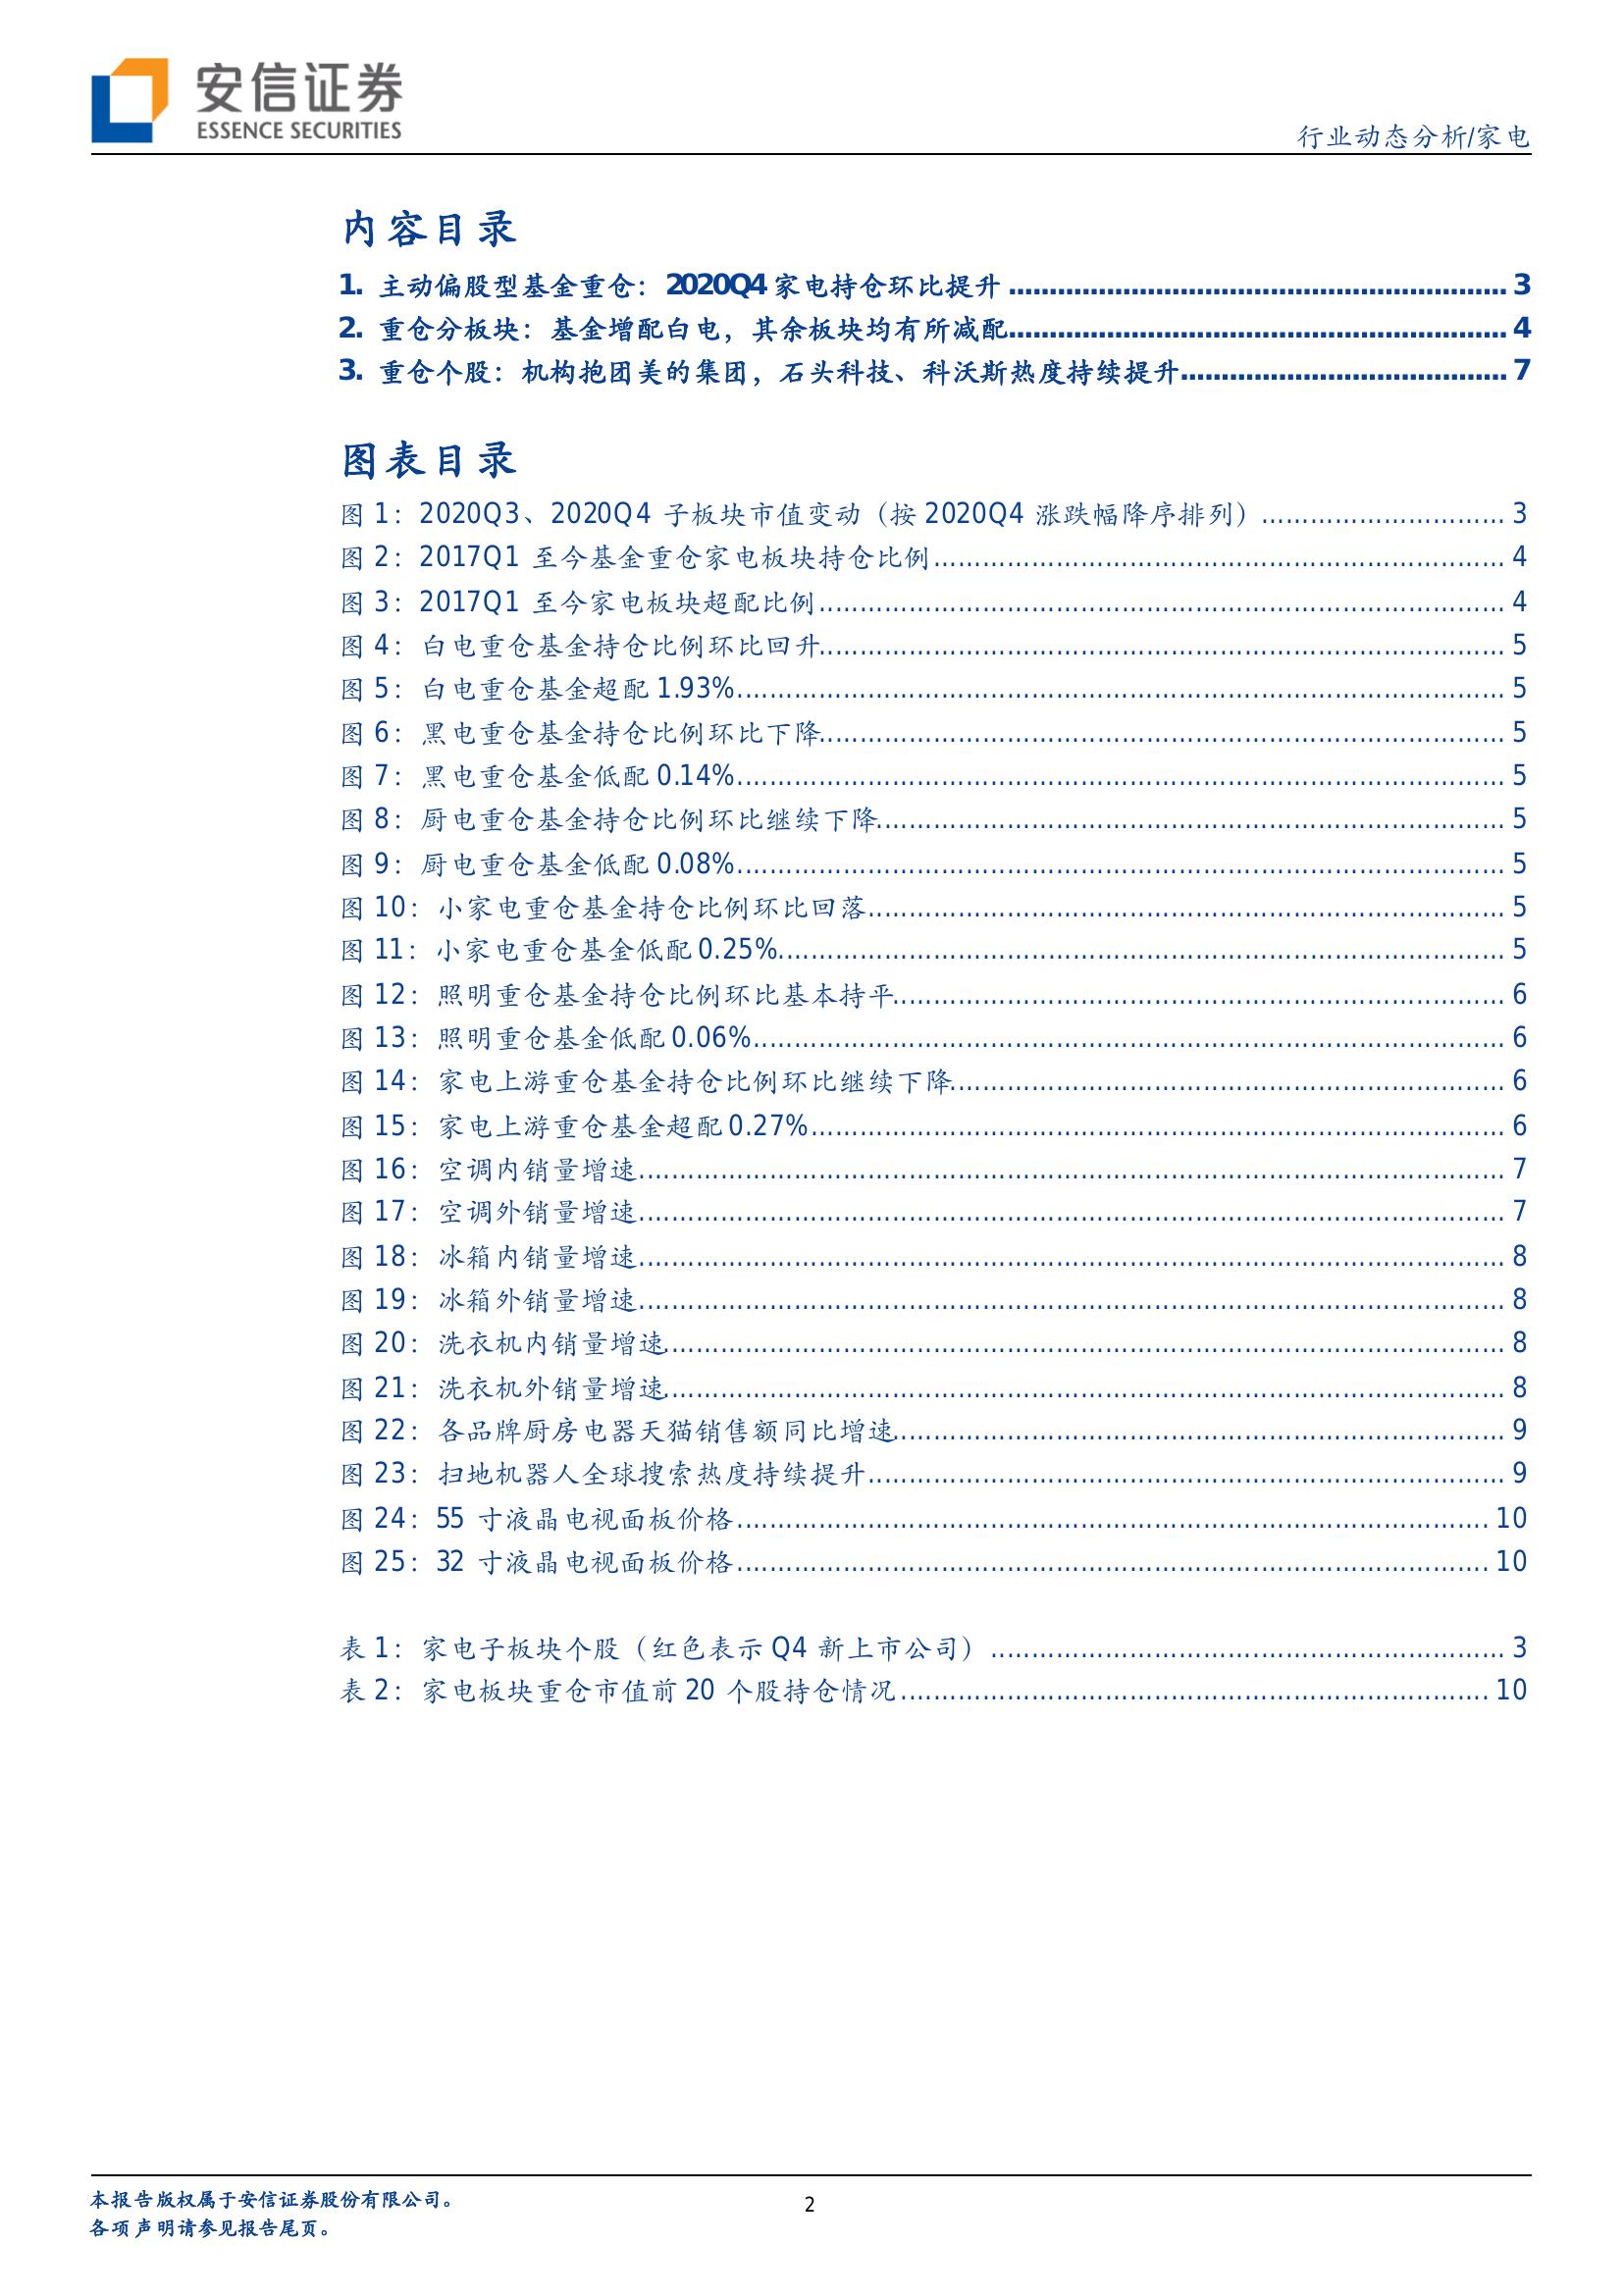 安信证券
ESSENCE SECURITIES
行业动态分析/家电
内容目录
1. 主动偏股型基金重仓：2020Q4 家电持仓环比提升 ............................................................ 3
2. 重仓分板块：基金增配白电，其余板块均有所减配............................................................ 4
3. 重仓个股：机构抱团美的集团，石头科技、科沃斯热度持续提升....................................... 7
图表目录
图 1：2020Q3、2020Q4 子板块市值变动（按 2020Q4 涨跌幅降序排列）.............................. 3
图 2：2017Q1 至今基金重仓家电板块持仓比例...................................................................... 4
图 3：2017Q1 至今家电板块超配比例.................................................................................... 4
图 4：白电重仓基金持仓比例环比回升.................................................................................... 5
图 5：白电重仓基金超配 1.93%.............................................................................................. 5
图 6：黑电重仓基金持仓比例环比下降.................................................................................... 5
图 7：黑电重仓基金低配 0.14%.............................................................................................. 5
图 8：厨电重仓基金持仓比例环比继续下降............................................................................. 5
图 9：厨电重仓基金低配 0.08%.............................................................................................. 5
图 10：小家电重仓基金持仓比例环比回落.............................................................................. 5
图 11：小家电重仓基金低配 0.25%......................................................................................... 5
图 12：照明重仓基金持仓比例环比基本持平........................................................................... 6
图 13：照明重仓基金低配 0.06%............................................................................................ 6
图 14：家电上游重仓基金持仓比例环比继续下降.................................................................... 6
图 15：家电上游重仓基金超配 0.27%..................................................................................... 6
图 16：空调内销量增速.......................................................................................................... 7
图 17：空调外销量增速.......................................................................................................... 7
图 18：冰箱内销量增速.......................................................................................................... 8
图 19：冰箱外销量增速.......................................................................................................... 8
图 20：洗衣机内销量增速....................................................................................................... 8
图 21：洗衣机外销量增速....................................................................................................... 8
图 22：各品牌厨房电器天猫销售额同比增速........................................................................... 9
图 23：扫地机器人全球搜索热度持续提升.............................................................................. 9
图 24：55 寸液晶电视面板价格............................................................................................ 10
图 25：32 寸液晶电视面板价格............................................................................................ 10
表 1：家电子板块个股（红色表示 Q4 新上市公司）............................................................... 3
表 2：家电板块重仓市值前 20 个股持仓情况........................................................................ 10
本报告版权属于安信证券股份有限公司。
2
各项声明请参见报告尾页。